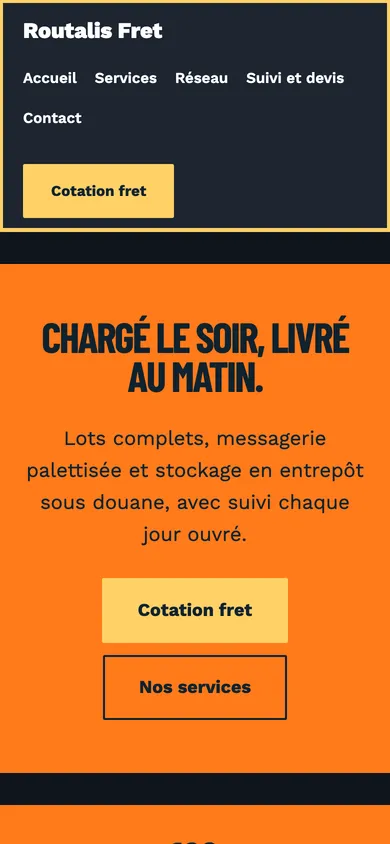 Routalis Fret
Accueil Services Réseau Suivi et devis
Contact
Cotation fret
CHARGÉ LE SOIR, LIVRÉ
AU MATIN.
Lots complets, messagerie
palettisée et stockage en entrepôt
sous douane, avec suivi chaque
jour ouvré.
Cotation fret
Nos services